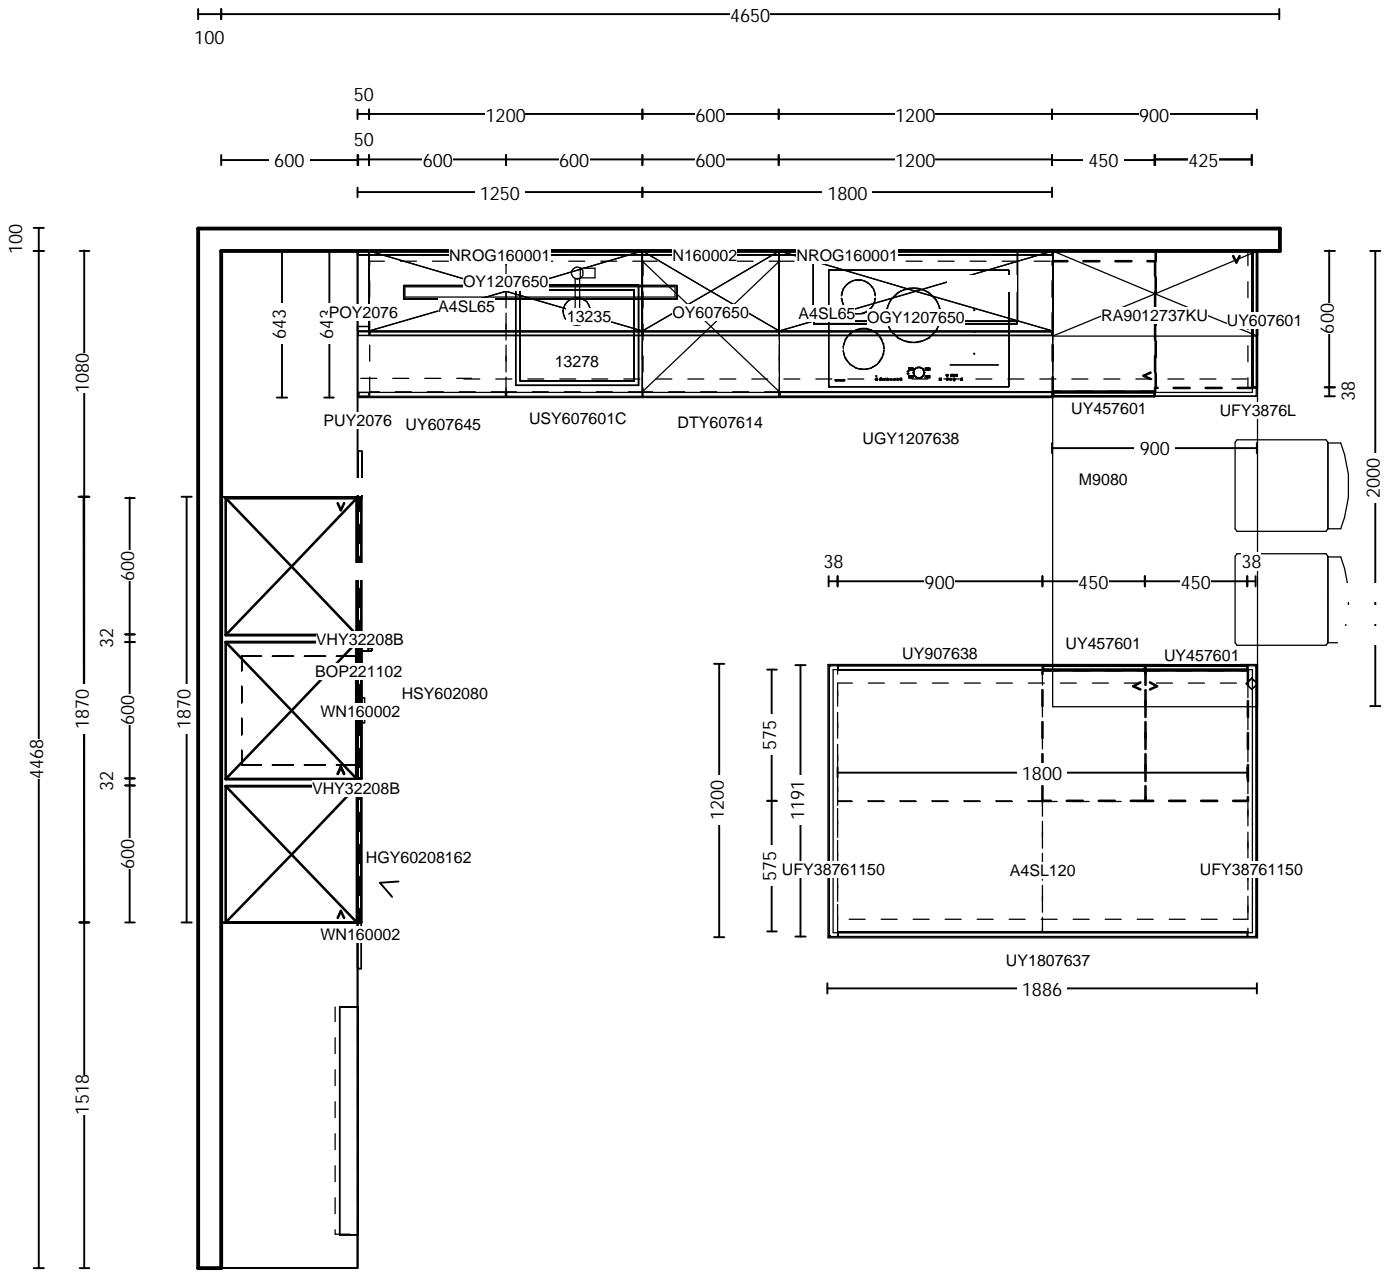 4650
100
50
1200 600 1200 900
50
600 600 600 600 1200 450 425
1250 1800
100
NROG160001 N160002 NROG160001
OY1207650
A4SL65
POY2076 13235 OY607650 A4SL65 OGY1207650 RA9012737KU UY607601
643
600
1080
13278
38
PUY2076 UY607645 USY607601C DTY607614 UGY1207638 UY457601 UFY3876L
900
M9080
2000
600
38 38
900 450 450
32
VHY32208B
UY907638 UY457601 UY457601
BOP221102
HSY602080
WN160002
1870
600
1870
575
4468
32
VHY32208B
1800
1200
1191
600
HGY60208162
575
UFY38761150 A4SL120 UFY38761150
WN160002
UY1807637
1886
1518